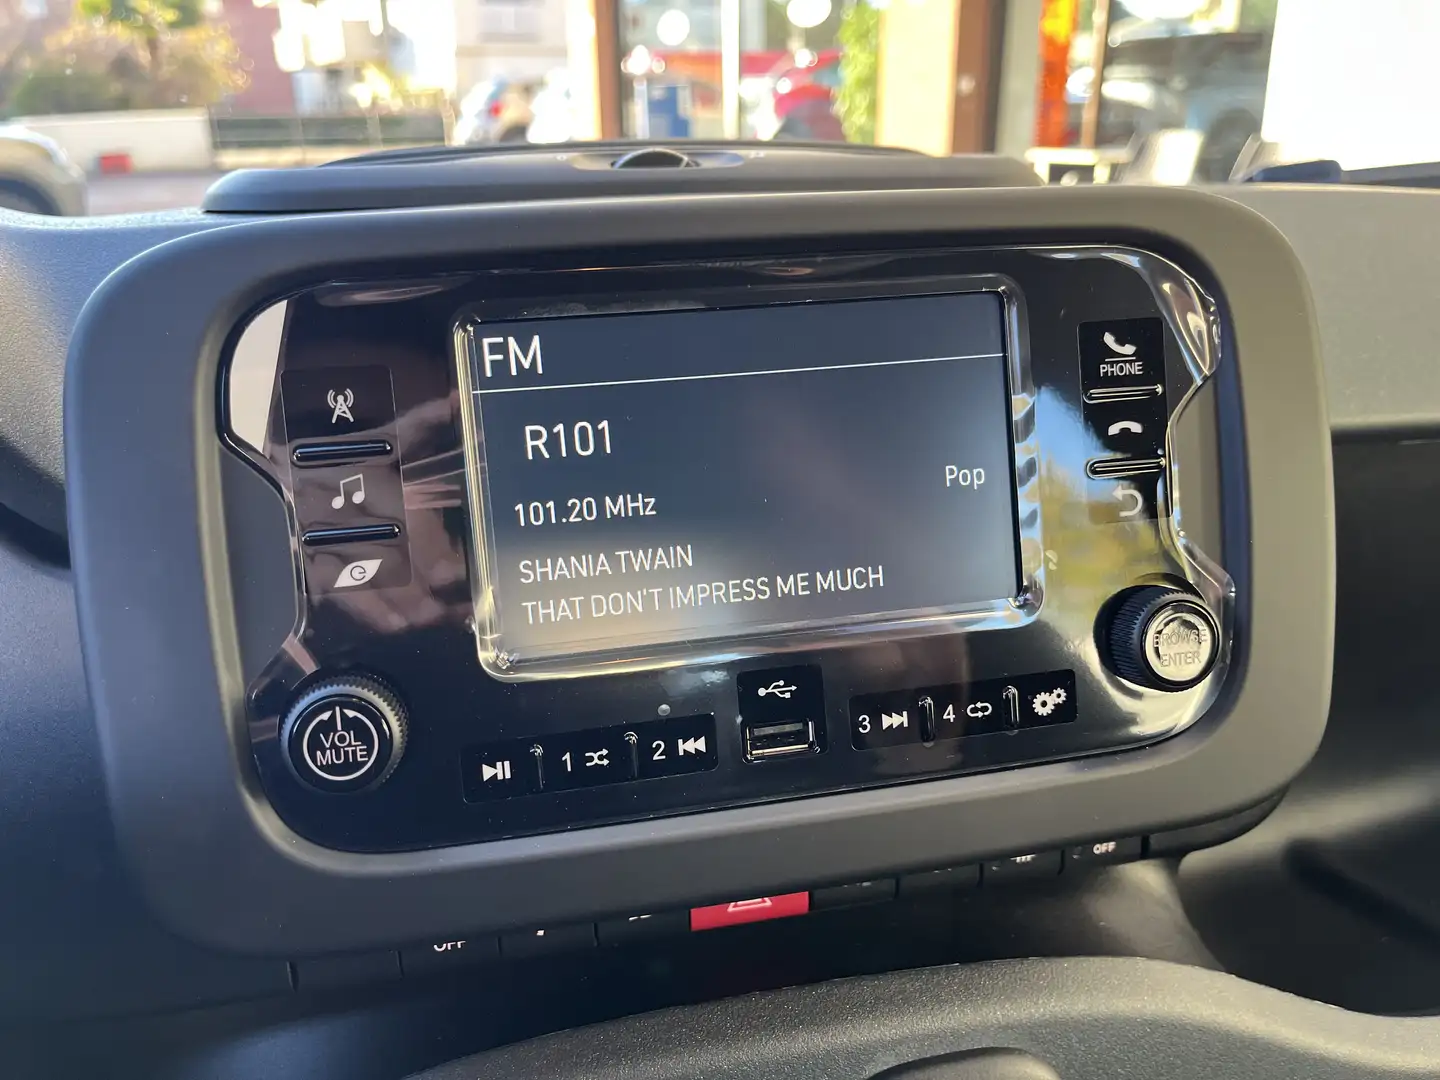 FM
R101
101.20 MHz
Pop
SHANIA TWAIN
THAT DON'T IMPRESS ME MUCH
PHONE
VOL
MUTE
BROWSE
ENTER
1
2
3
4
OFF
OFF